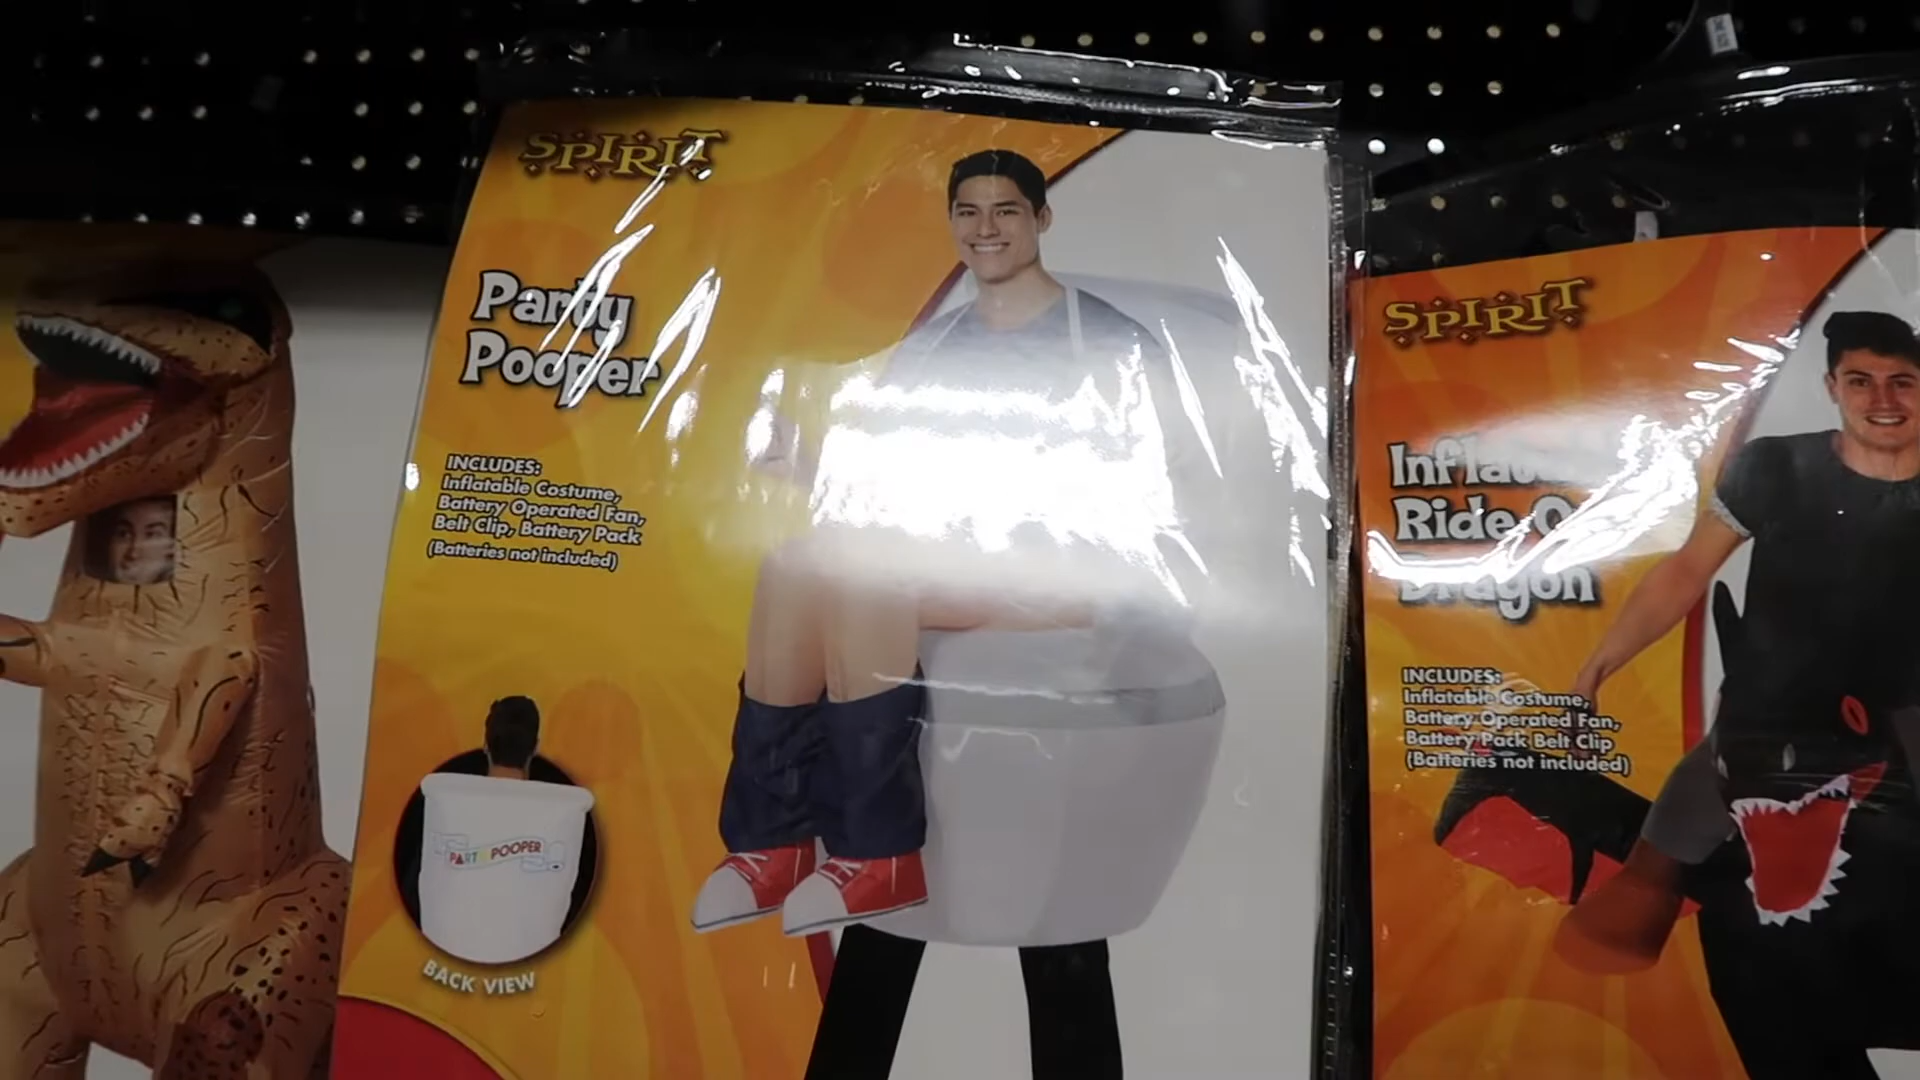 SPIRIT
Party
Pooper
INCLUDES:
Inflatable Costume,
Battery Operated Fan,
Belt Clip, Battery Pack
(Batteries not included)
PARTY POOPER
BACK VIEW
SPIRIT
Ride
Dragon
INCLUDES:
Inflatable Costume,
Battery Operated Fan,
Battery Pack Belt Clip
(Batteries not included)